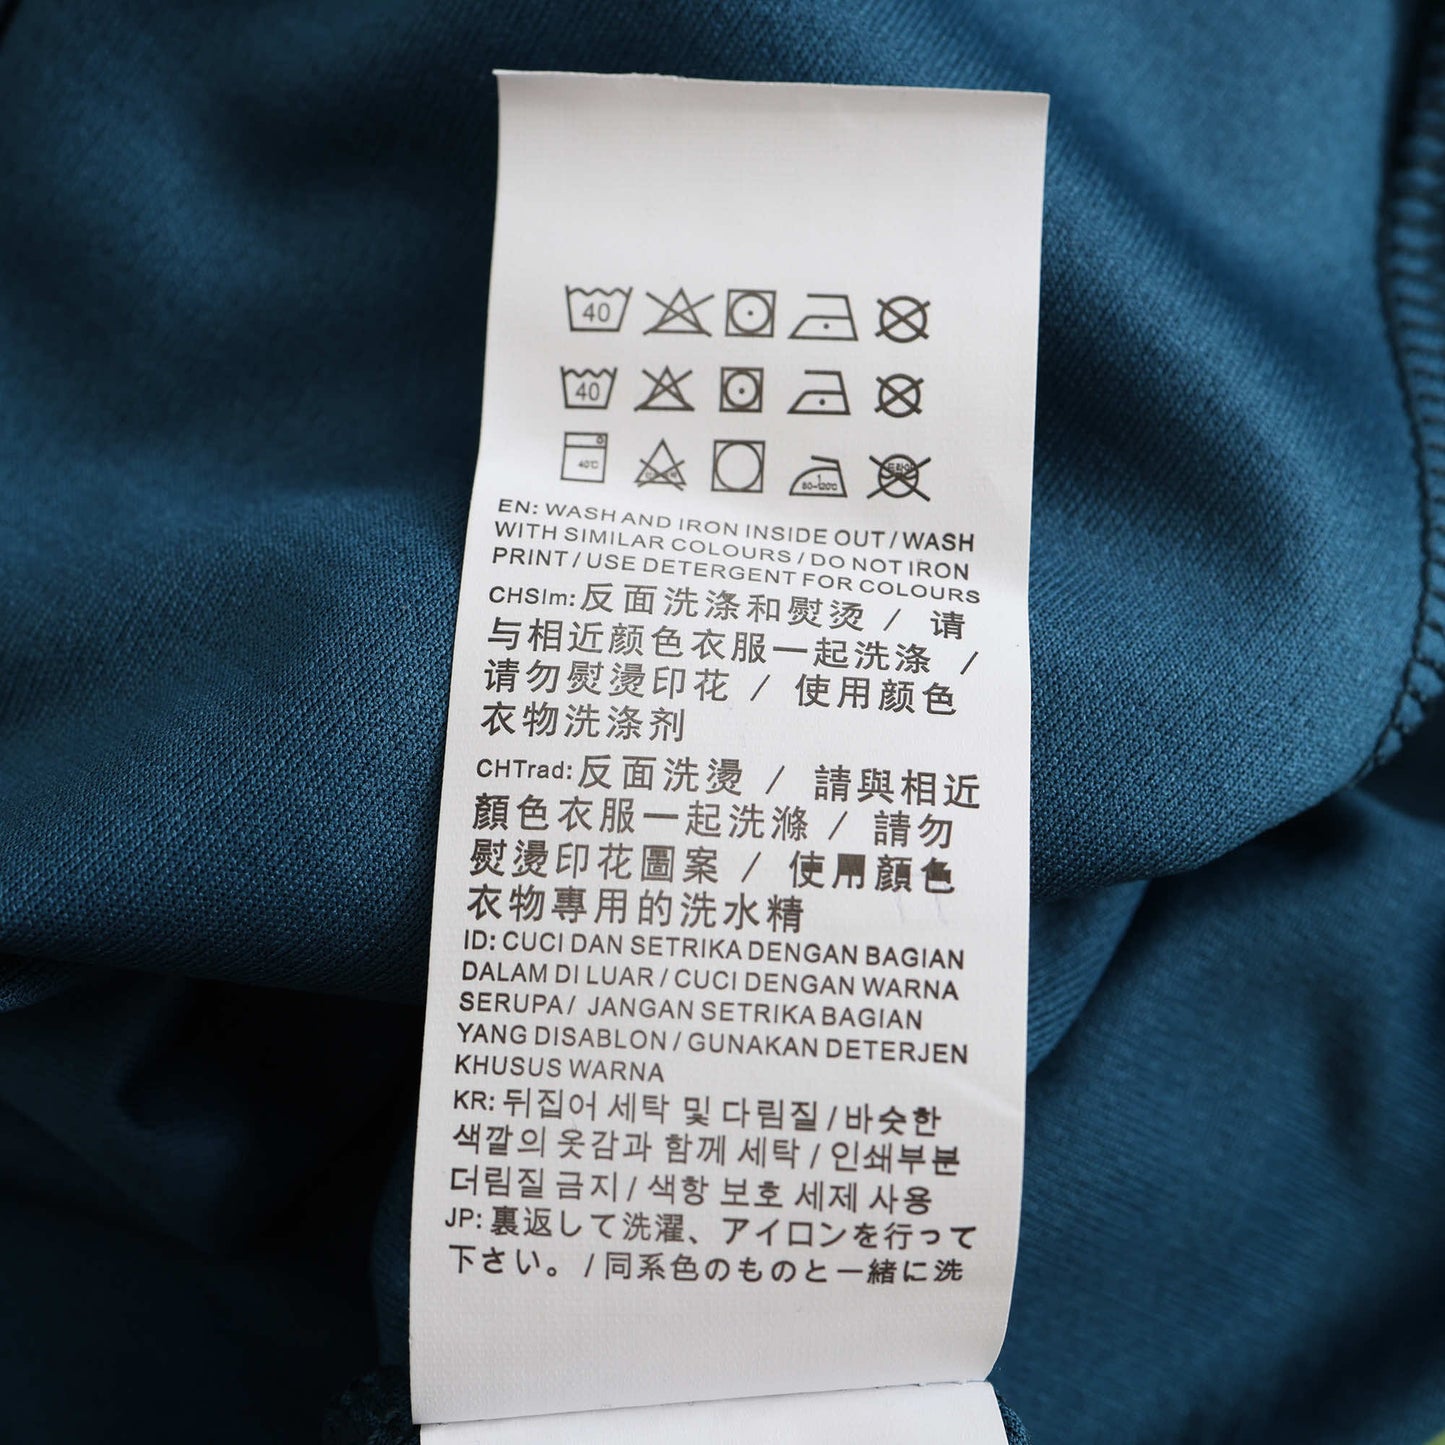 40
40
40℃
80-120℃
드라이
EN: WASH AND IRON INSIDE OUT / WASH
WITH SIMILAR COLOURS / DO NOT IRON
PRINT / USE DETERGENT FOR COLOURS
CHSIm: 反面洗涤和熨烫 / 请
与相近颜色衣服一起洗涤 /
请勿熨燙印花 / 使用颜色
衣物洗涤剂
CHTrad: 反面洗燙 / 請與相近
顏色衣服一起洗滌 / 請勿
熨燙印花圖案 / 使用顏色
衣物專用的洗水精
ID: CUCI DAN SETRIKA DENGAN BAGIAN
DALAM DI LUAR / CUCI DENGAN WARNA
SERUPA / JANGAN SETRIKA BAGIAN
YANG DISABLON / GUNAKAN DETERJEN
KHUSUS WARNA
KR: 뒤집어 세탁 및 다림질 / 바슷한
색깔의 옷감과 함께 세탁 / 인쇄부분
더림질 금지 / 색항 보호 세제 사용
JP: 裏返して洗濯、アイロンを行って
下さい。 / 同系色のものと一緒に洗